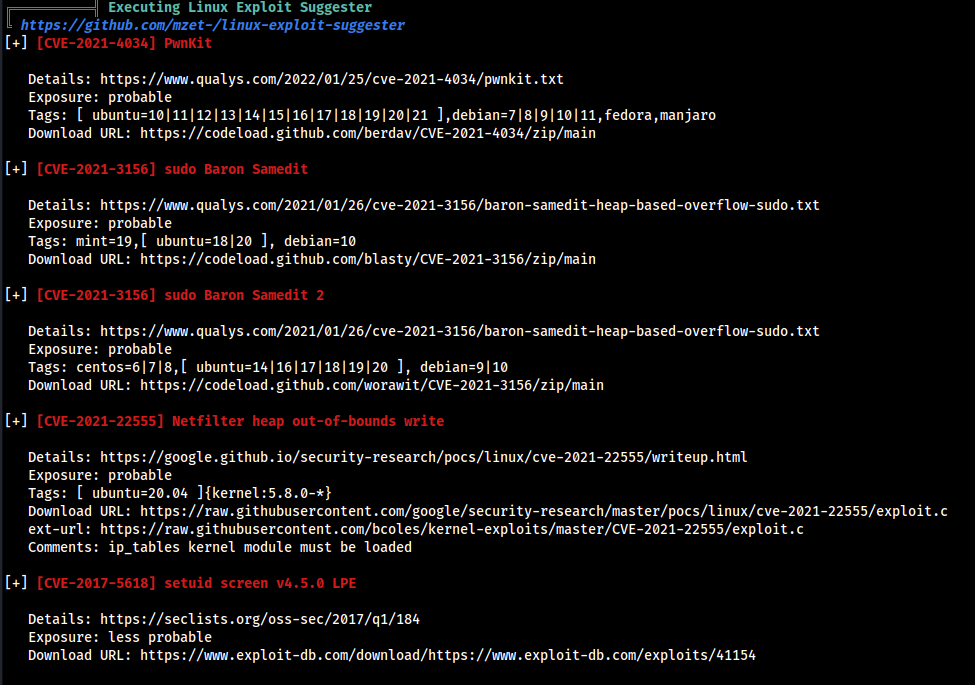 Executing Linux Exploit Suggester
https://github.com/mzet-/linux-exploit-suggester
[+] [CVE-2021-4034] PwnKit
Details: https://www.qualys.com/2022/01/25/cve-2021-4034/pwnkit.txt
Exposure: probable
Tags: [ ubuntu=10|11|12|13|14|15|16|17|18|19|20|21 ],debian=7|8|9|10|11,fedora,manjaro
Download URL: https://codeload.github.com/berdav/CVE-2021-4034/zip/main
[+] [CVE-2021-3156] sudo Baron Samedit
Details: https://www.qualys.com/2021/01/26/cve-2021-3156/baron-samedit-heap-based-overflow-sudo.txt
Exposure: probable
Tags: mint=19,[ ubuntu=18|20 ], debian=10
Download URL: https://codeload.github.com/blasty/CVE-2021-3156/zip/main
[+] [CVE-2021-3156] sudo Baron Samedit 2
Details: https://www.qualys.com/2021/01/26/cve-2021-3156/baron-samedit-heap-based-overflow-sudo.txt
Exposure: probable
Tags: centos=6|7|8,[ ubuntu=14|16|17|18|19|20 ], debian=9|10
Download URL: https://codeload.github.com/worawit/CVE-2021-3156/zip/main
[+] [CVE-2021-22555] Netfilter heap out-of-bounds write
Details: https://google.github.io/security-research/pocs/linux/cve-2021-22555/writeup.html
Exposure: probable
Tags: [ ubuntu=20.04 ]{kernel:5.8.0-*}
Download URL: https://raw.githubusercontent.com/google/security-research/master/pocs/linux/cve-2021-22555/exploit.c
ext-url: https://raw.githubusercontent.com/bcoles/kernel-exploits/master/CVE-2021-22555/exploit.c
Comments: ip_tables kernel module must be loaded
[+] [CVE-2017-5618] setuid screen v4.5.0 LPE
Details: https://seclists.org/oss-sec/2017/q1/184
Exposure: less probable
Download URL: https://www.exploit-db.com/download/https://www.exploit-db.com/exploits/41154